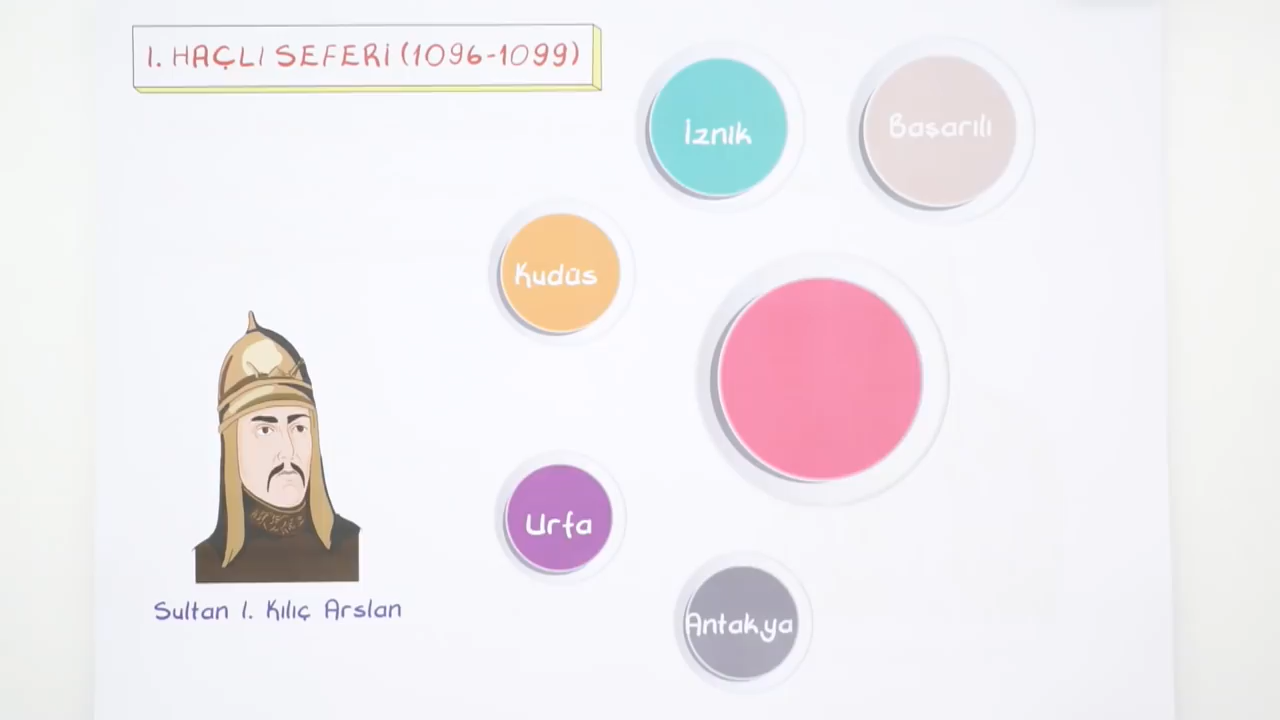 I. HAÇLI SEFERİ (1096-1099)
İznik
Başarılı
Kudüs
Urfa
Antakya
Sultan I. Kılıç Arslan